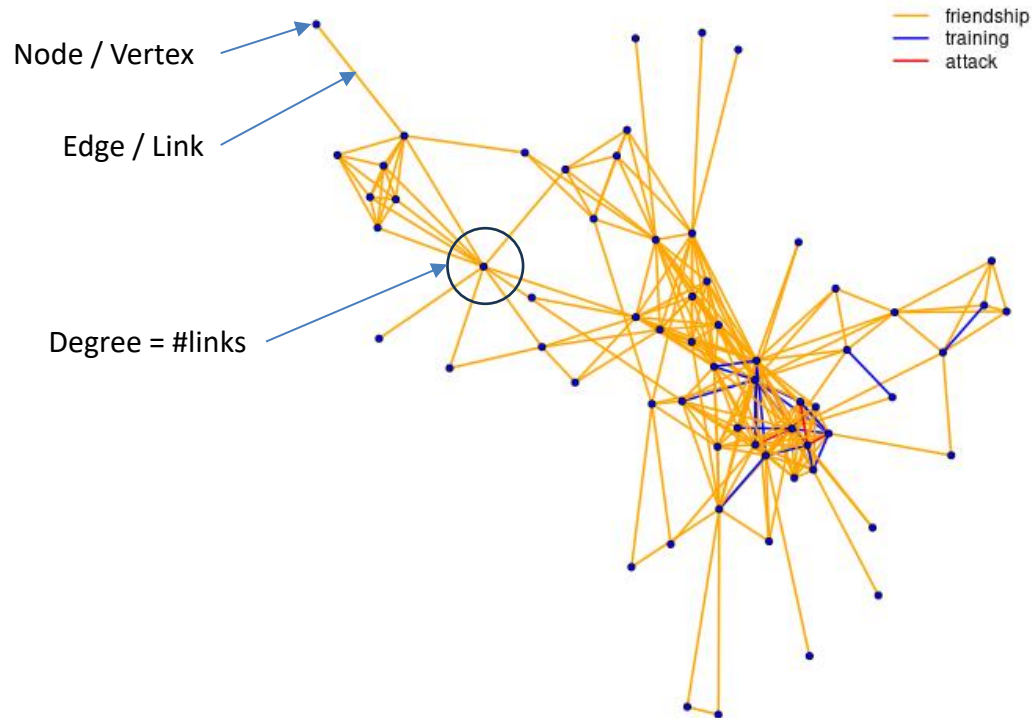 Node / Vertex
Edge / Link
Degree = #links
friendship
training
attack